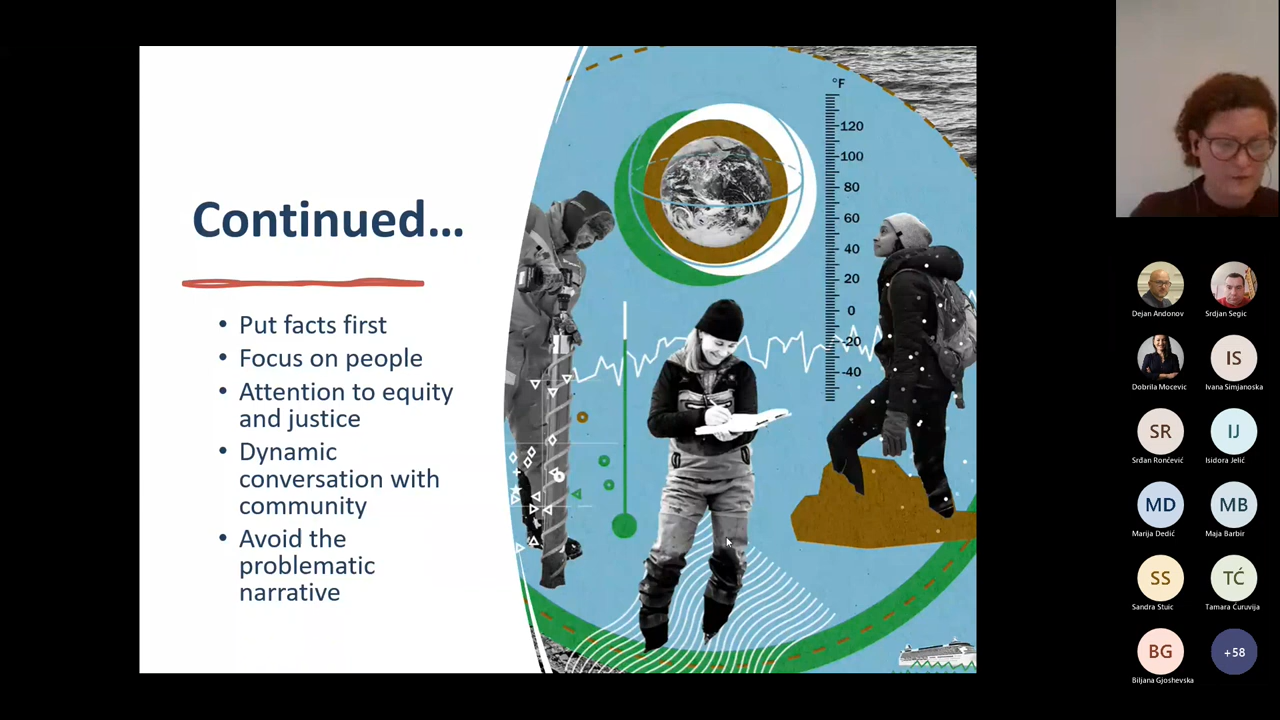 Continued...
• Put facts first
• Focus on people
• Attention to equity
and justice
• Dynamic
conversation with
community
• Avoid the
problematic
narrative
°F
120
100
80
60
40
20
0
-20
-40
Dejan Andonov
Srdjan Segic
Dobrila Mocevic
IS
Ivana Simjanoska
SR
Srđan Rončević
IJ
Isidora Jelić
MD
Marija Dedić
MB
Maja Barbir
SS
Sandra Stuic
TĆ
Tamara Ćuruvija
BG
Biljana Gjoshevska
+58